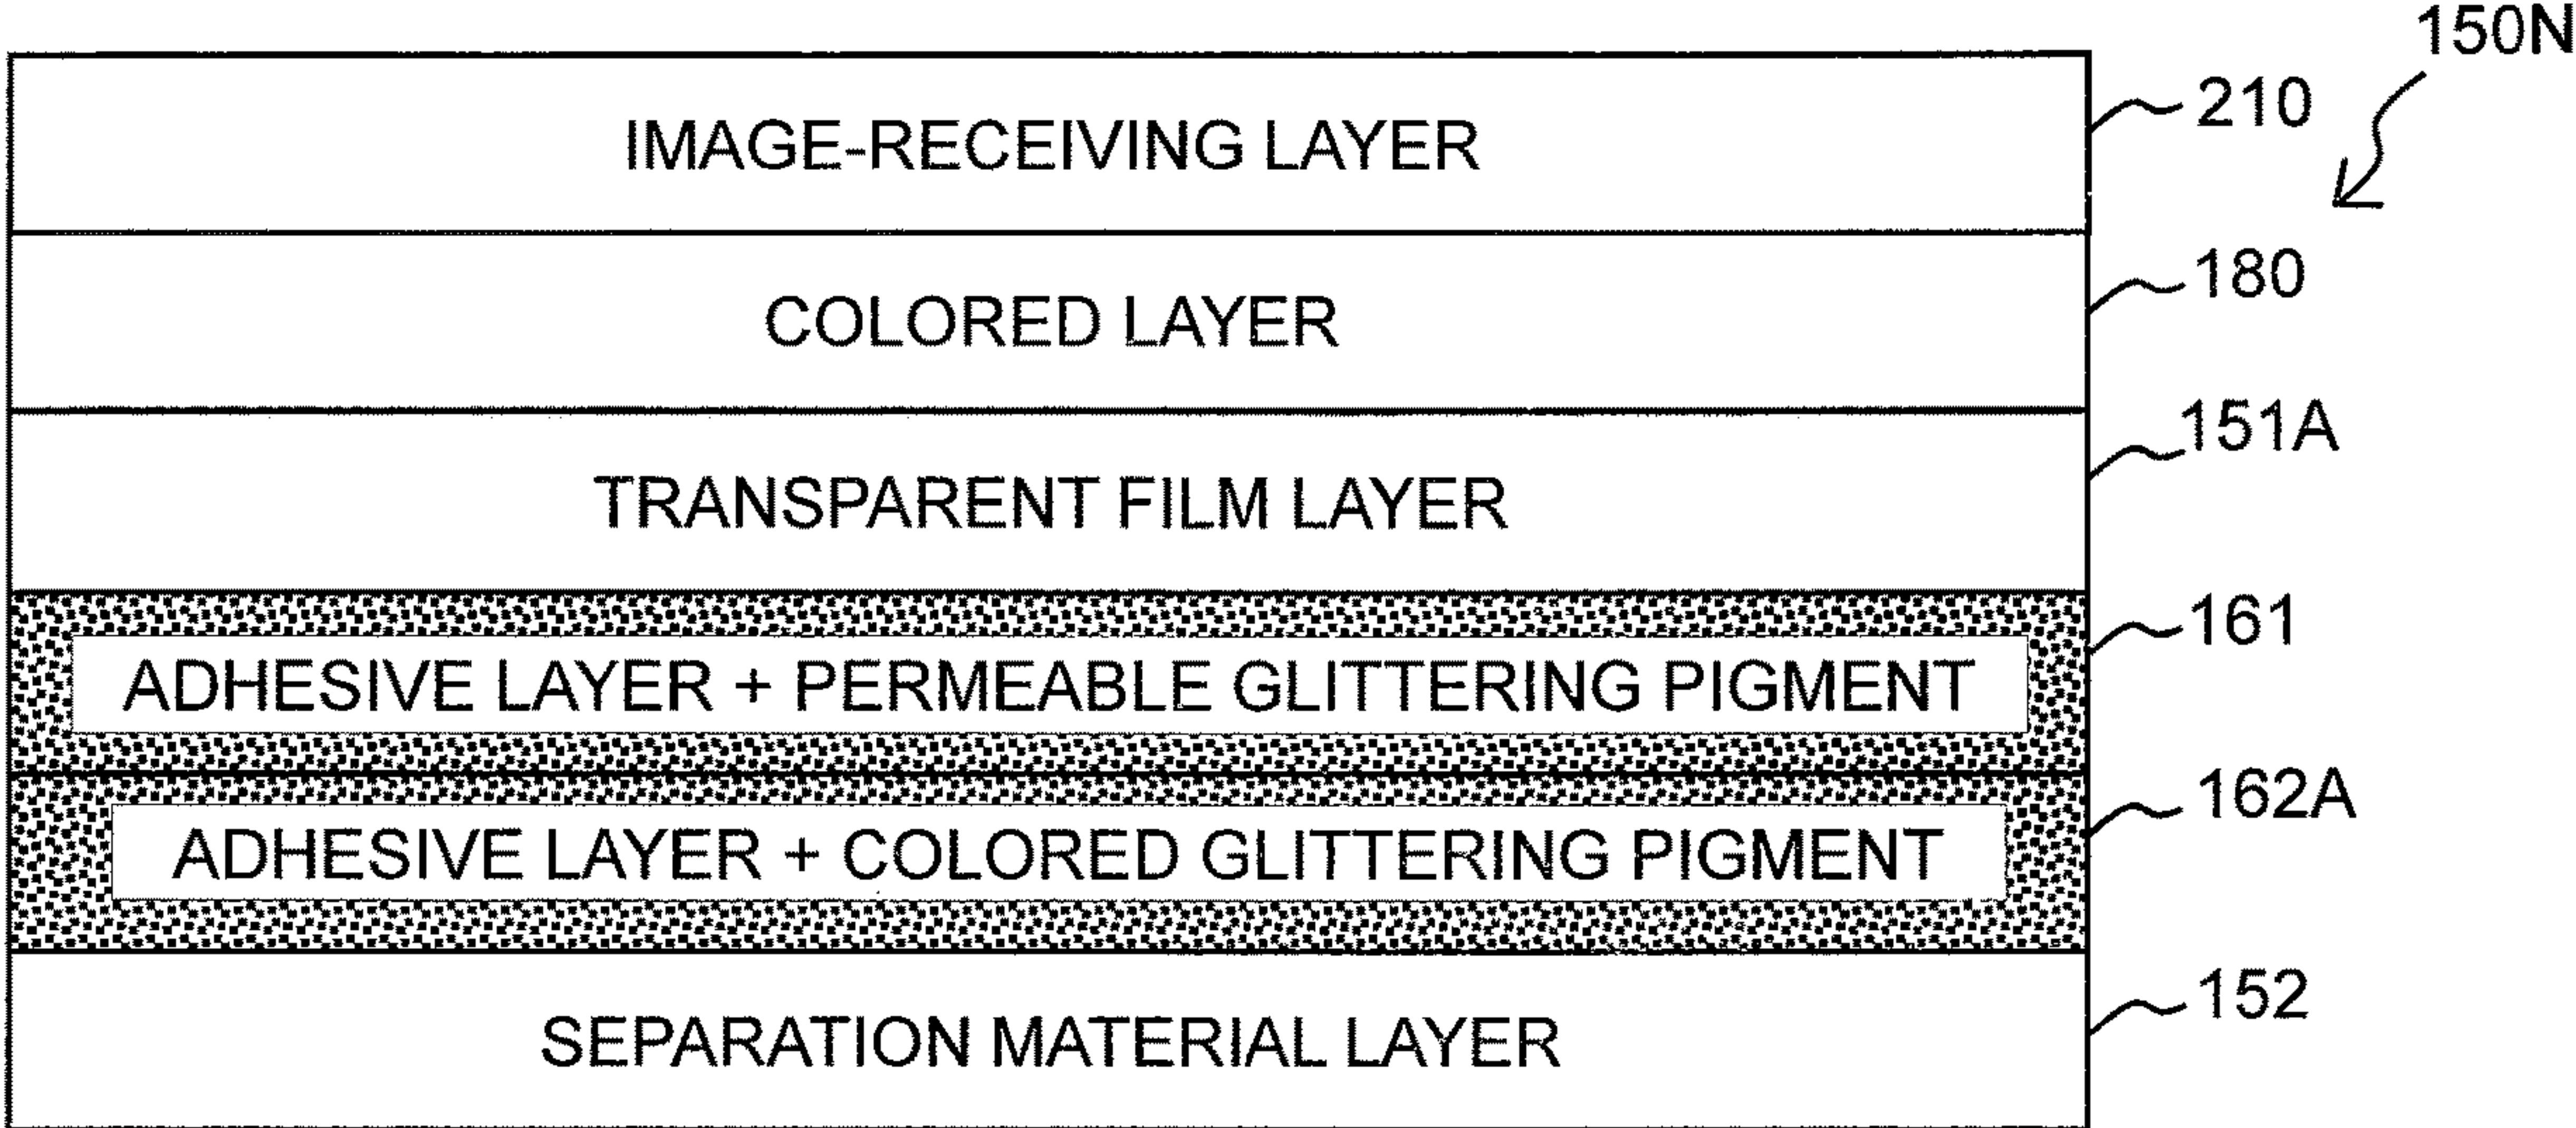 150N
IMAGE-RECEIVING LAYER 210
COLORED LAYER 180
TRANSPARENT FILM LAYER 151A
ADHESIVE LAYER + PERMEABLE GLITTERING PIGMENT 161
ADHESIVE LAYER + COLORED GLITTERING PIGMENT 162A
SEPARATION MATERIAL LAYER 152